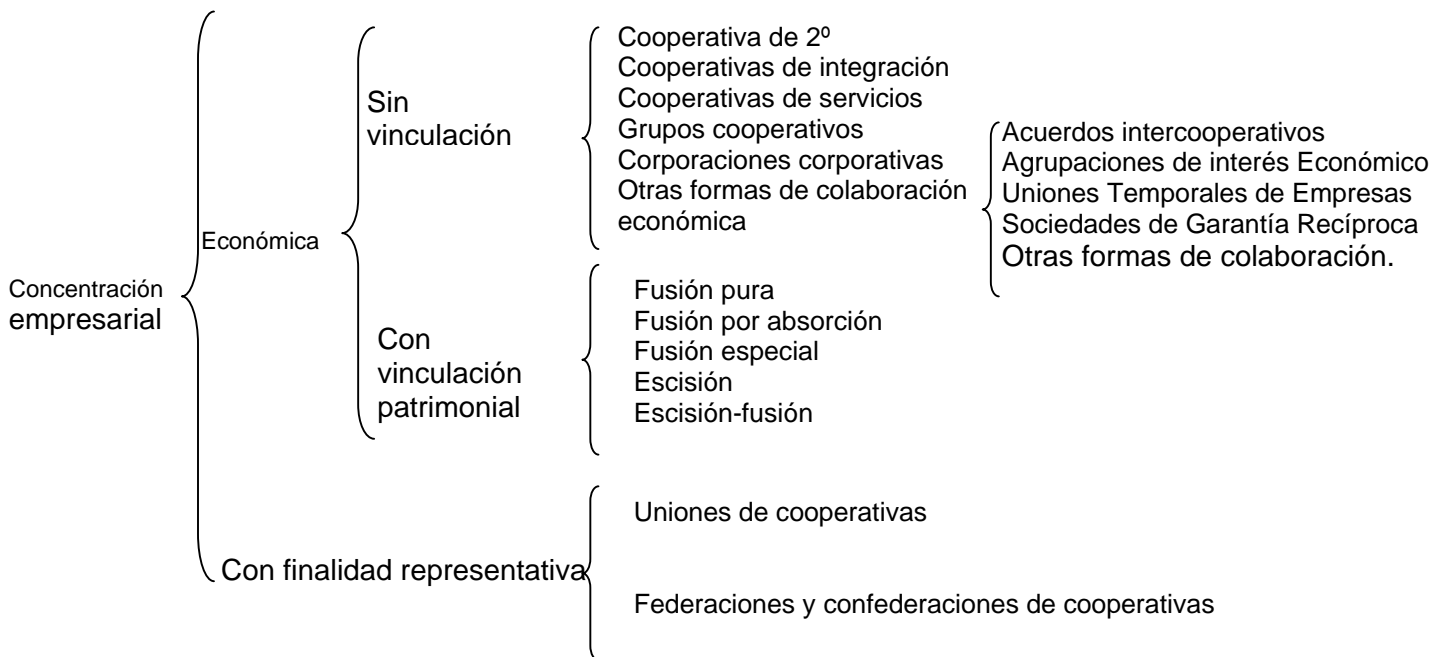 Concentración
empresarial
Económica
Sin
vinculación
Cooperativa de 2º
Cooperativas de integración
Cooperativas de servicios
Grupos cooperativos
Corporaciones corporativas
Otras formas de colaboración
económica
Acuerdos intercooperativos
Agrupaciones de interés Económico
Uniones Temporales de Empresas
Sociedades de Garantía Recíproca
Otras formas de colaboración.
Con
vinculación
patrimonial
Fusión pura
Fusión por absorción
Fusión especial
Escisión
Escisión-fusión
Con finalidad representativa
Uniones de cooperativas
Federaciones y confederaciones de cooperativas